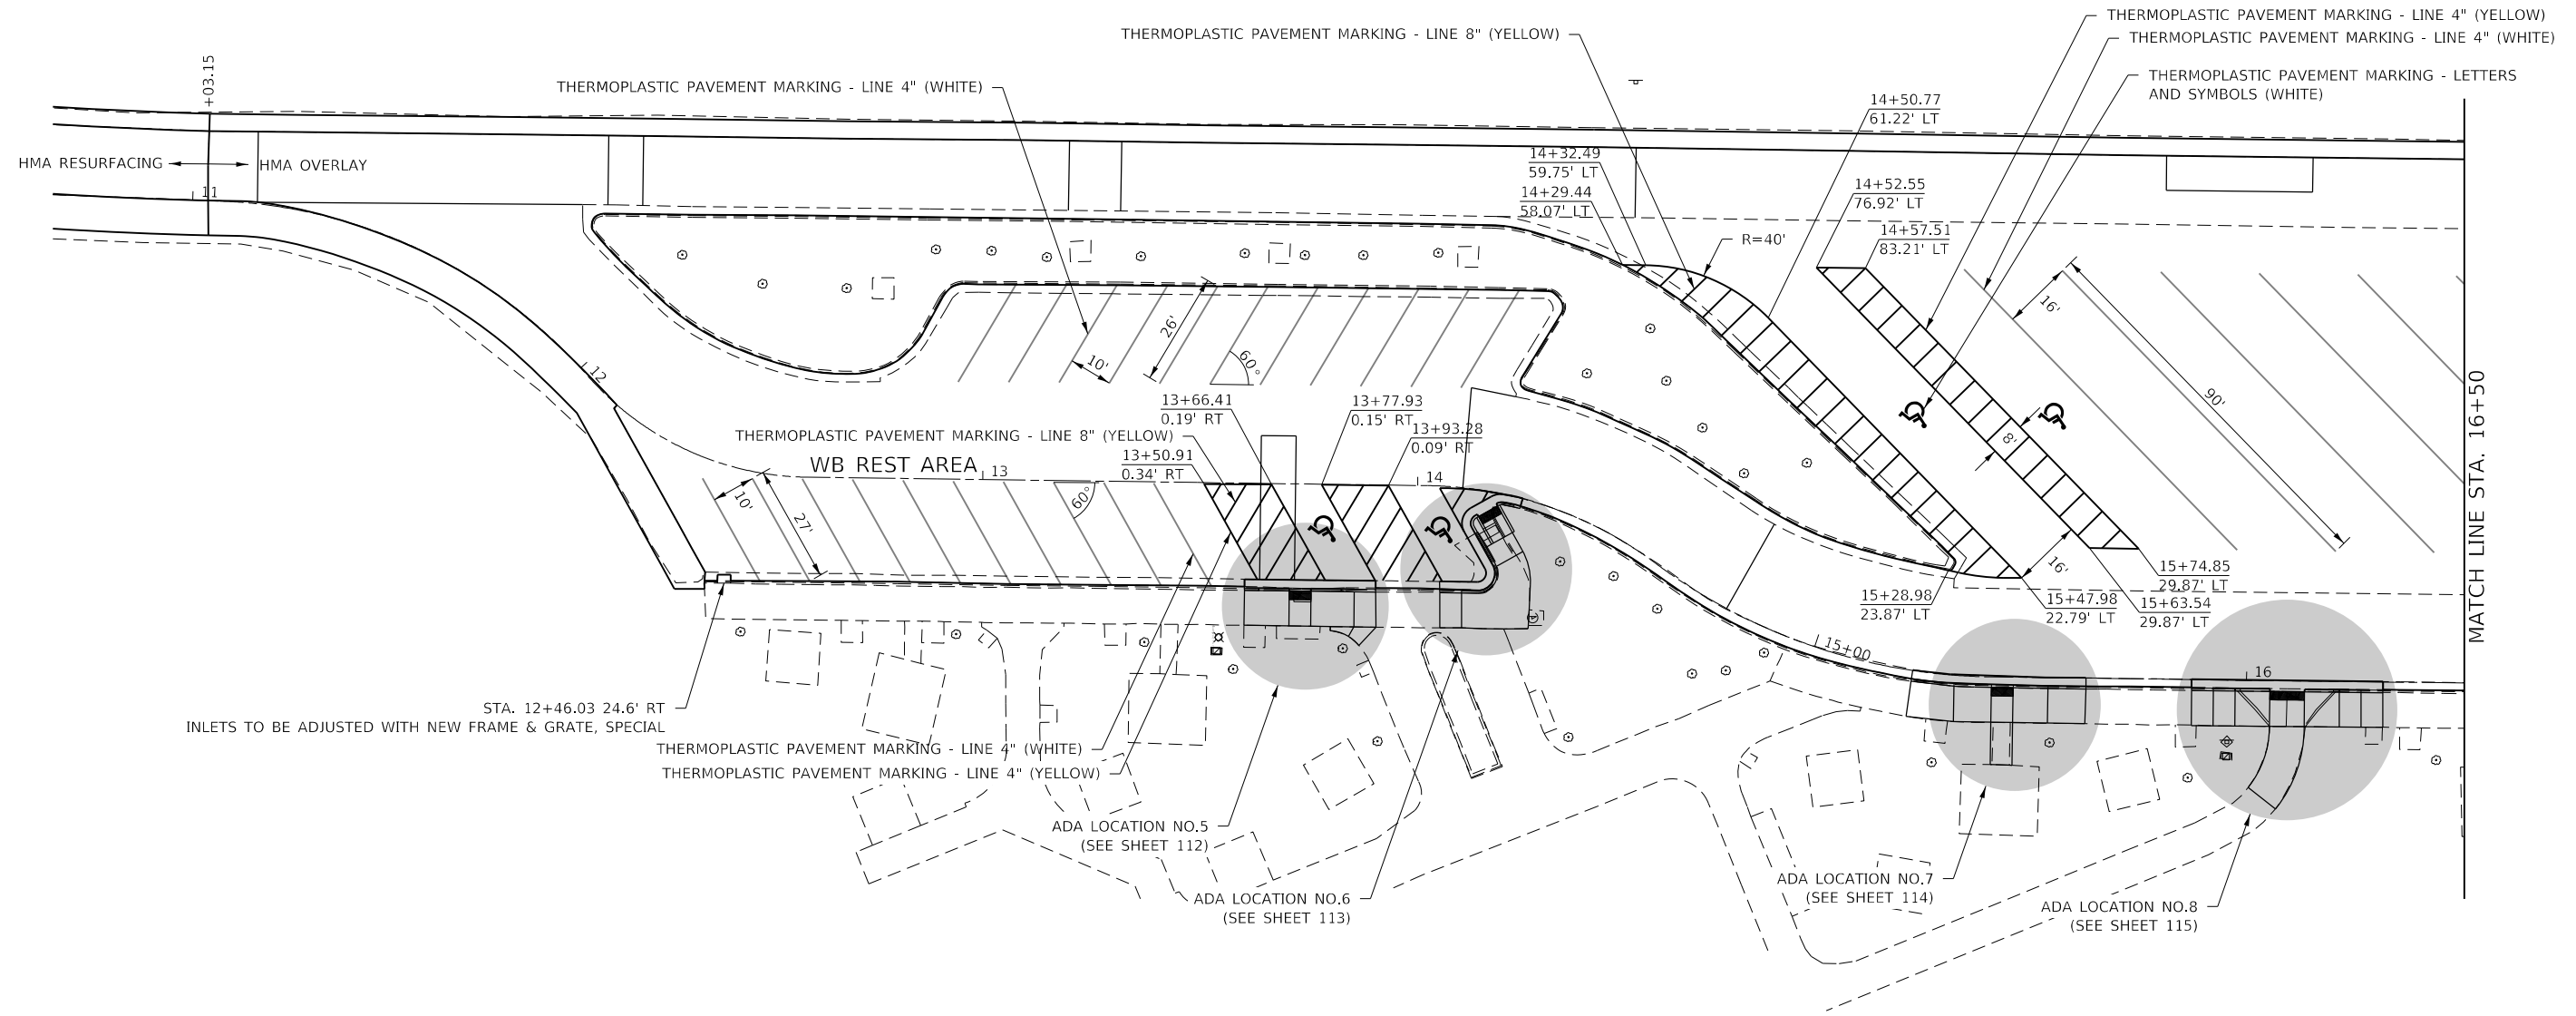 THERMOPLASTIC PAVEMENT MARKING - LINE 4" (YELLOW)
THERMOPLASTIC PAVEMENT MARKING - LINE 8" (YELLOW)
THERMOPLASTIC PAVEMENT MARKING - LINE 4" (WHITE)
THERMOPLASTIC PAVEMENT MARKING - LETTERS
AND SYMBOLS (WHITE)
+03.15
THERMOPLASTIC PAVEMENT MARKING - LINE 4" (WHITE)
14+50.77
61.22' LT
14+32.49
59.75' LT
HMA RESURFACING
HMA OVERLAY
11
14+29.44
58.07' LT
14+52.55
76.92' LT
R=40'
14+57.51
83.21' LT
16'
26'
10'
60°
12
90'
13+66.41
0.19' RT
13+77.93
0.15' RT
13+93.28
0.09' RT
THERMOPLASTIC PAVEMENT MARKING - LINE 8" (YELLOW)
8'
MATCH LINE STA. 16+50
WB REST AREA
13
13+50.91
0.34' RT
14
10'
27'
60°
16'
15+74.85
29.87' LT
15+28.98
23.87' LT
15+47.98
22.79' LT
15+63.54
29.87' LT
15+00
16
STA. 12+46.03 24.6' RT
INLETS TO BE ADJUSTED WITH NEW FRAME & GRATE, SPECIAL
THERMOPLASTIC PAVEMENT MARKING - LINE 4" (WHITE)
THERMOPLASTIC PAVEMENT MARKING - LINE 4" (YELLOW)
ADA LOCATION NO.5
(SEE SHEET 112)
ADA LOCATION NO.6
(SEE SHEET 113)
ADA LOCATION NO.7
(SEE SHEET 114)
ADA LOCATION NO.8
(SEE SHEET 115)